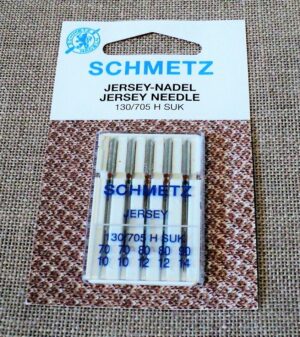 SCHMETZ
JERSEY-NADEL
JERSEY NEEDLE
130/705 H SUK
SCHMETZ
JERSEY
130/705 H SUK
70 70 80 80 90
10 10 12 12 14